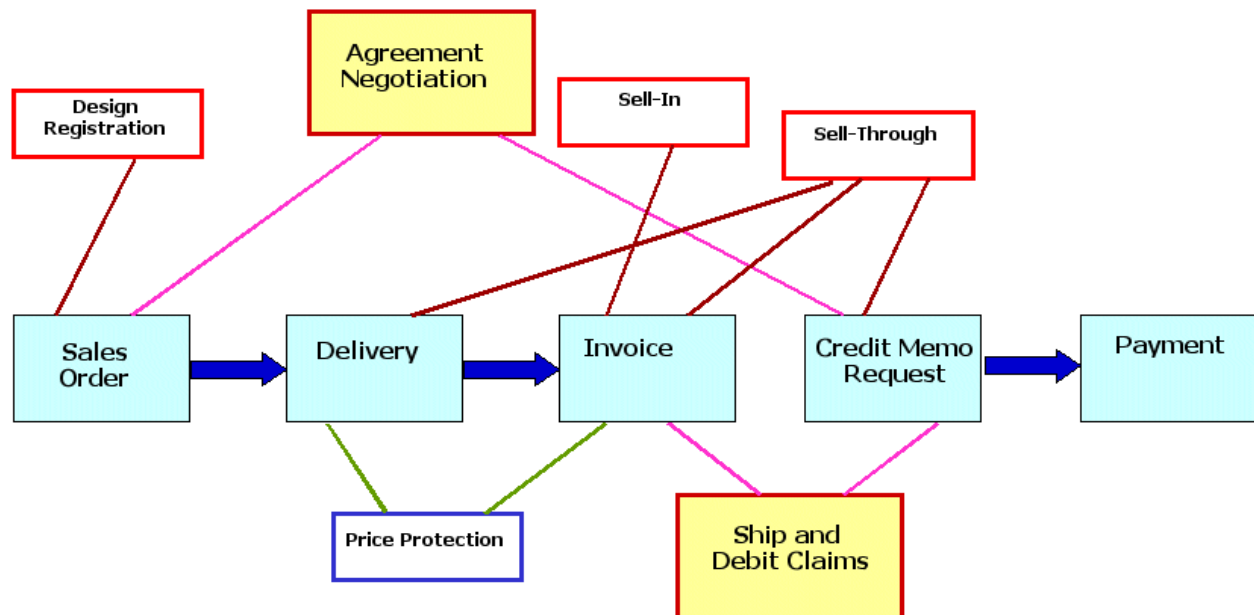 Agreement
Negotiation
Design
Registration
Sell-In
Sell-Through
Sales
Order
Delivery
Invoice
Credit Memo
Request
Payment
Price Protection
Ship and
Debit Claims